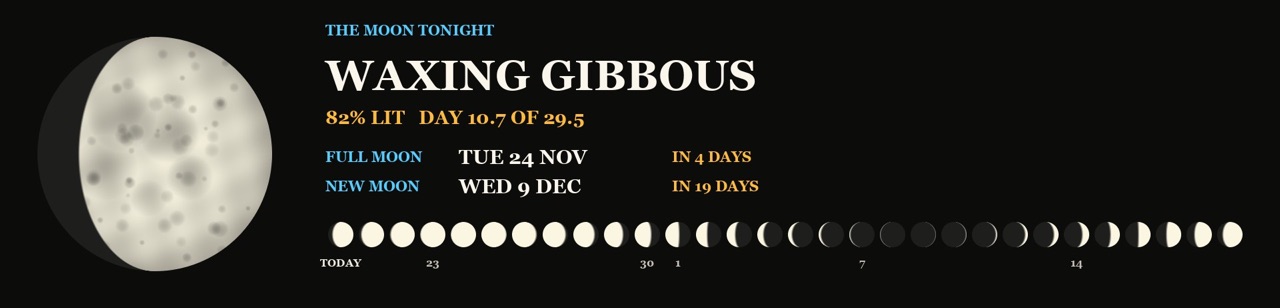 THE MOON TONIGHT
WAXING GIBBOUS
82% LIT DAY 10.7 OF 29.5
FULL MOON TUE 24 NOV IN 4 DAYS
NEW MOON WED 9 DEC IN 19 DAYS
TODAY 23 30 1 7 14